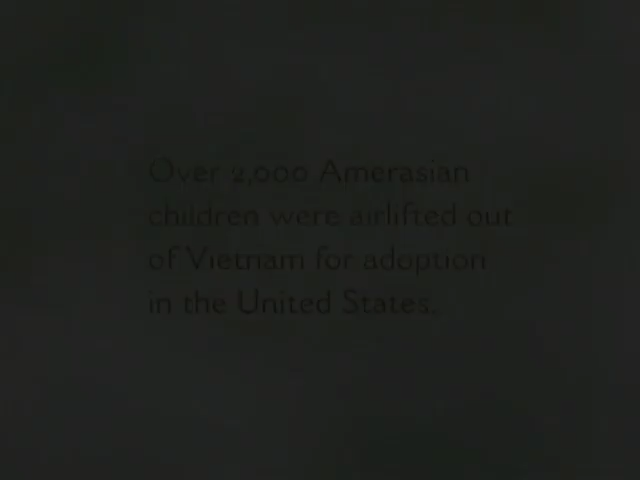 Over 2,000 Amerasian
children were airlifted out
of Vietnam for adoption
in the United States.